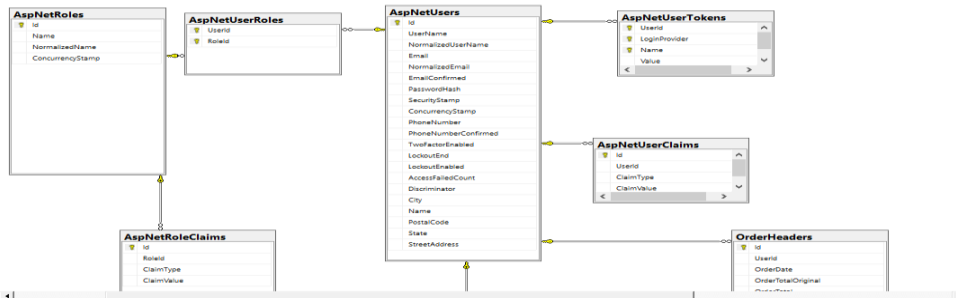 AspNetRoles
Id
Name
NormalizedName
ConcurrencyStamp
AspNetUserRoles
UserId
RoleId
AspNetUsers
Id
UserName
NormalizedUserName
Email
NormalizedEmail
EmailConfirmed
PasswordHash
SecurityStamp
ConcurrencyStamp
PhoneNumber
PhoneNumberConfirmed
TwoFactorEnabled
LockoutEnd
LockoutEnabled
AccessFailedCount
Discriminator
City
Name
PostalCode
State
StreetAddress
AspNetUserTokens
UserId
LoginProvider
Name
Value
AspNetUserClaims
Id
UserId
ClaimType
ClaimValue
AspNetRoleClaims
Id
RoleId
ClaimType
ClaimValue
OrderHeaders
Id
UserId
OrderDate
OrderTotalOriginal
OrderTotal